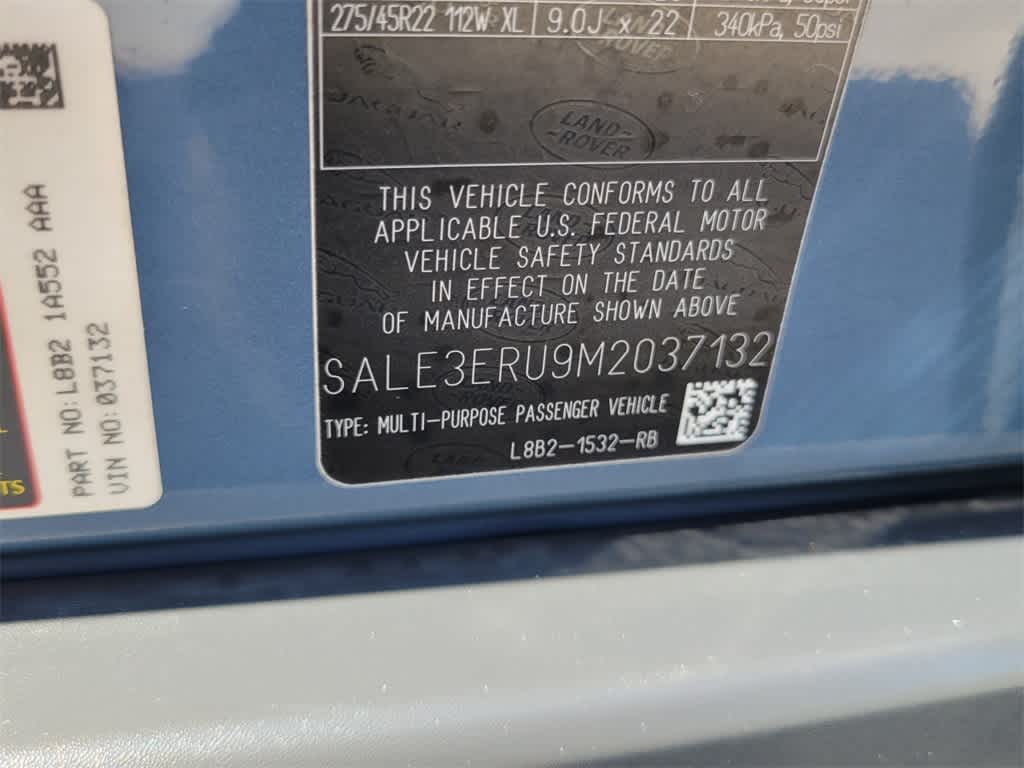 275/45R22 112W XL 9.0J x 22 340kPa, 50psi
LAND-
-ROVER
THIS VEHICLE CONFORMS TO ALL
APPLICABLE U.S. FEDERAL MOTOR
VEHICLE SAFETY STANDARDS
IN EFFECT ON THE DATE
OF MANUFACTURE SHOWN ABOVE
SALE3ERU9M2037132
TYPE: MULTI-PURPOSE PASSENGER VEHICLE
L8B2-1532-RB
PART NO:L8B2 1A552 AAA
VIN NO:037132
TS